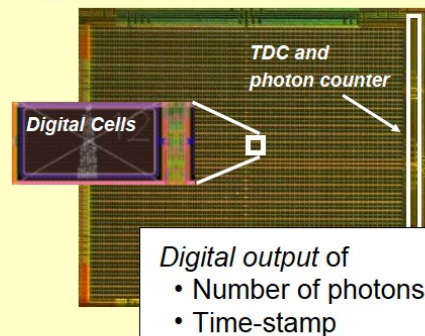 TDC and
photon counter
Digital Cells
Digital output of
• Number of photons
• Time-stamp